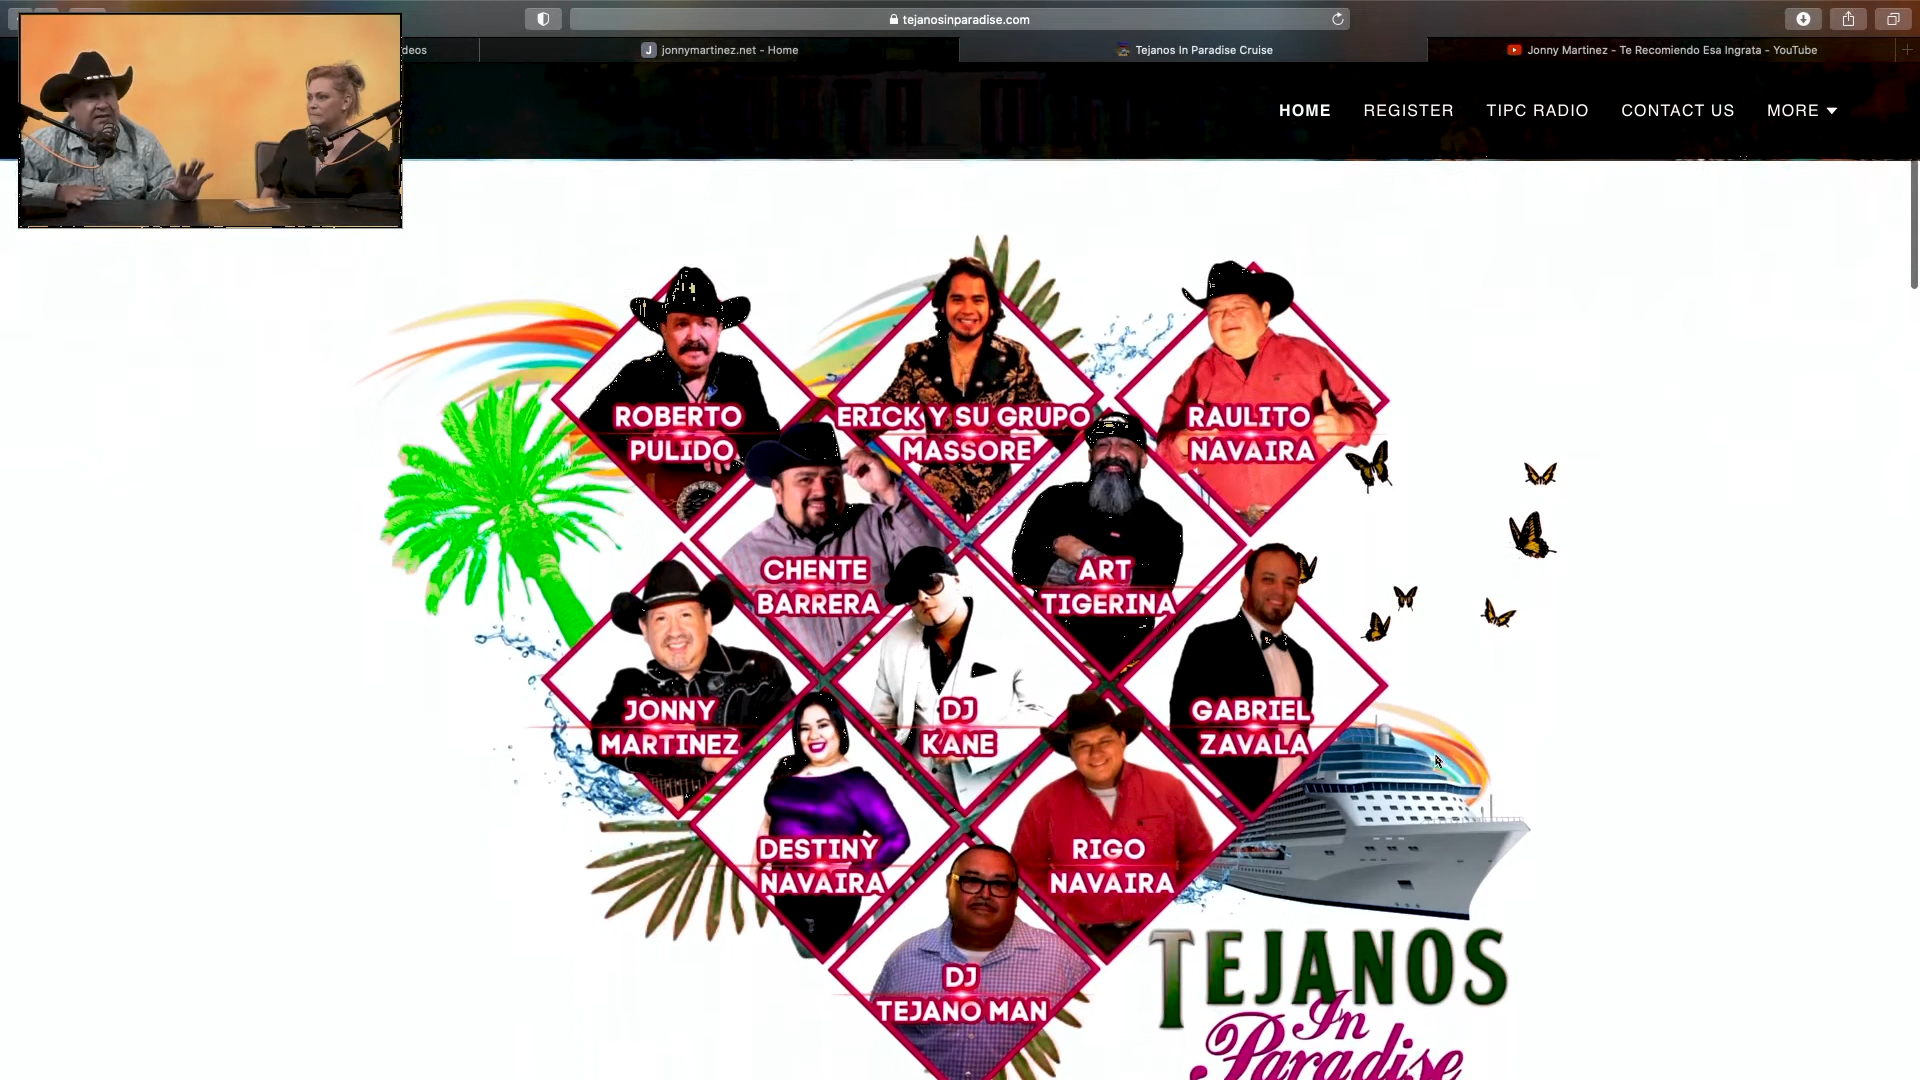 tejanosinparadise.com
deos
jonnymartinez.net - Home
Tejanos In Paradise Cruise
Jonny Martinez - Te Recomiendo Esa Ingrata - YouTube
HOME
REGISTER
TIPC RADIO
CONTACT US
MORE
ROBERTO
PULIDO
ERICK Y SU GRUPO
MASSORE
RAULITO
NAVAIRA
CHENTE
BARRERA
ART
TIGERINA
JONNY
MARTINEZ
DJ
KANE
GABRIEL
ZAVALA
DESTINY
NAVAIRA
RIGO
NAVAIRA
DJ
TEJANO MAN
TEJANOS
In
Paradise